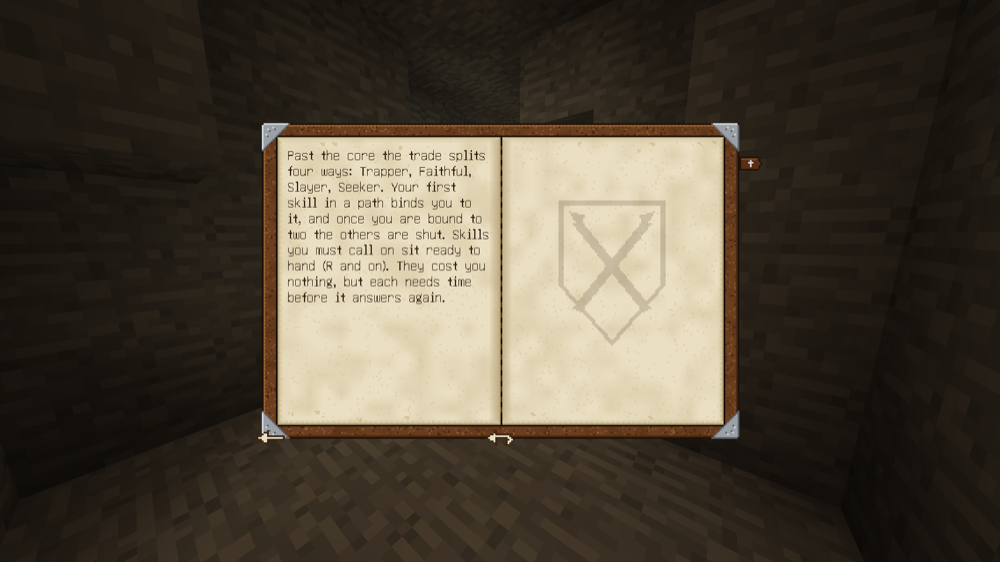 Past the core the trade splits
four ways: Trapper, Faithful,
Slayer, Seeker. Your first
skill in a path binds you to
it, and once you are bound to
two the others are shut. Skills
you must call on sit ready to
hand (R and on). They cost you
nothing, but each needs time
before it answers again.